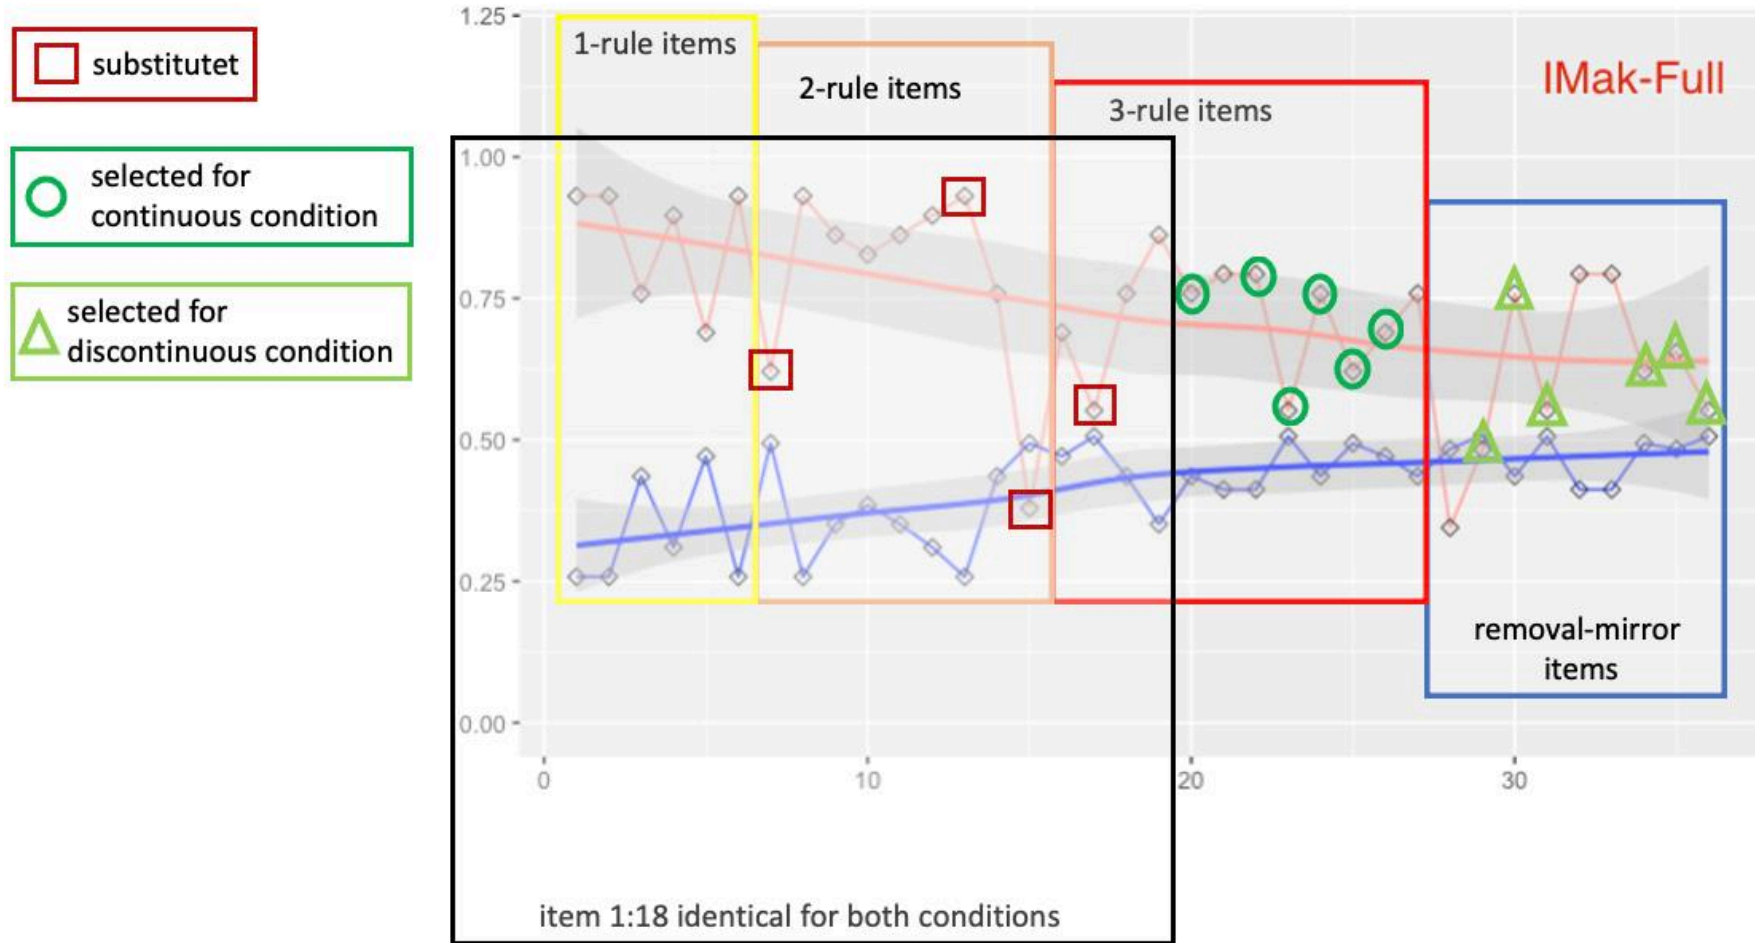 substitutet
selected for
continuous condition
selected for
discontinuous condition
1.25
1.00
0.75
0.50
0.25
0.00
0
10
20
30
1-rule items
2-rule items
3-rule items
IMak-Full
removal-mirror
items
item 1:18 identical for both conditions